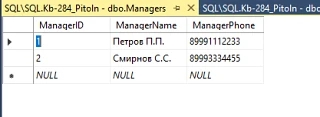 SQL\SQL.Kb-284_PitoIn - dbo.Managers SQL\SQL.Kb-284_PitoIn - dbo
ManagerID ManagerName ManagerPhone
1 Петров П.П. 89991112233
2 Смирнов С.С. 89993334455
NULL NULL NULL